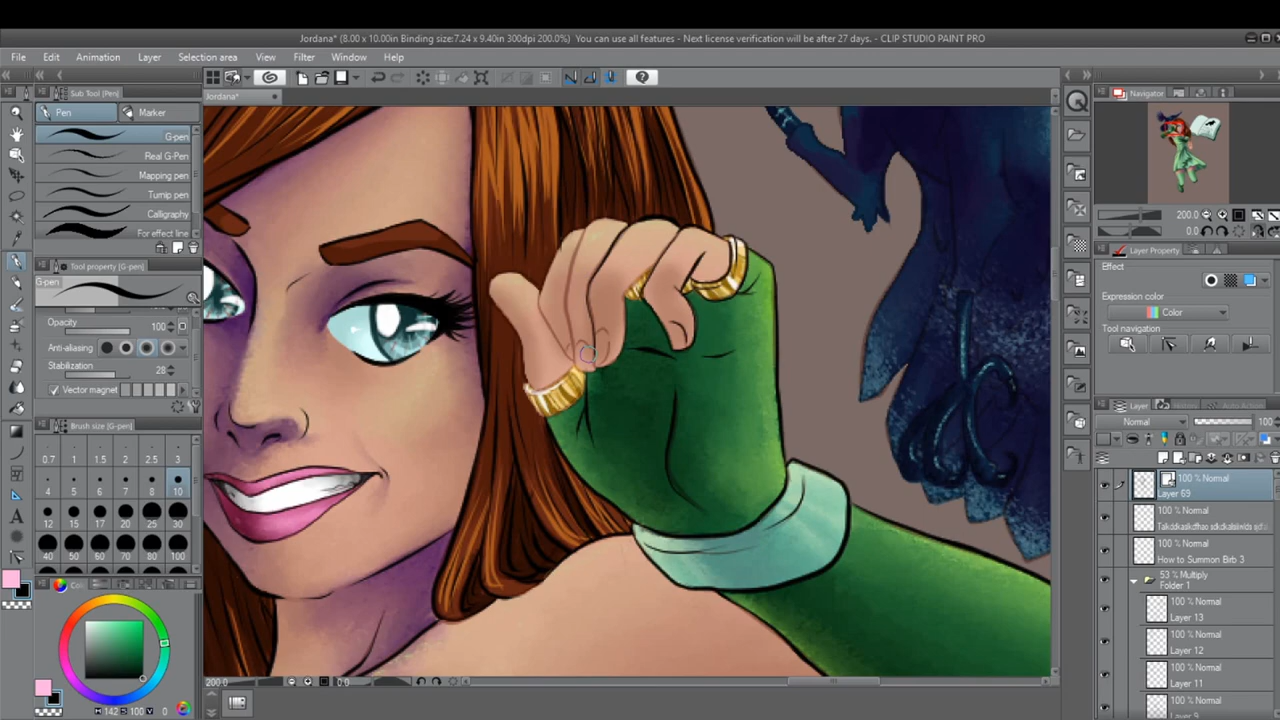 Jordana* (8.00 x 10.00in Binding size:7.24 x 9.40in 300dpi 200.0%) You can use all features - Next license verification will be after 27 days. - CLIP STUDIO PAINT PRO
File Edit Animation Layer Selection area View Filter Window Help
Sub Tool [Pen]
Jordana*
Navigator
Pen Marker
G-pen
Real G-Pen
Mapping pen
Turnip pen
Calligraphy
For effect line
200.0
0.0
Tool property [G-pen]
G-pen
Layer Property
Effect
Expression color
Color
Tool navigation
Opacity 100
Anti-aliasing
Stabilization 28
Vector magnet
Brush size [G-pen]
0.7 1 1.5 2 2.5 3
4 5 6 7 8 10
12 15 17 20 25 30
40 50 60 70 80 100
Layer
Normal 100
100 % Normal
Layer 69
100 % Normal
100 % Normal
How to Summon Birb 3
53 % Multiply
Folder 1
100 % Normal
Layer 13
100 % Normal
Layer 12
100 % Normal
Layer 11
100 % Normal
Layer 9
200.0 0.0
H 142 S 100 V 0